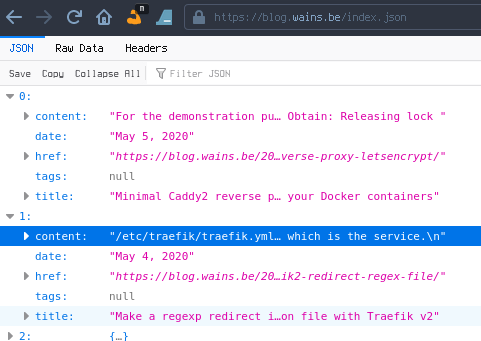 m
https://blog.wains.be/index.json
JSON Raw Data Headers
Save Copy Collapse All Filter JSON
0:
content: "For the demonstration pu… Obtain: Releasing lock "
date: "May 5, 2020"
href: "https://blog.wains.be/20…verse-proxy-letsencrypt/"
tags: null
title: "Minimal Caddy2 reverse p… your Docker containers"
1:
content: "/etc/traefik/traefik.yml… which is the service.\n"
date: "May 4, 2020"
href: "https://blog.wains.be/20…ik2-redirect-regex-file/"
tags: null
title: "Make a regexp redirect i…on file with Traefik v2"
2: {…}